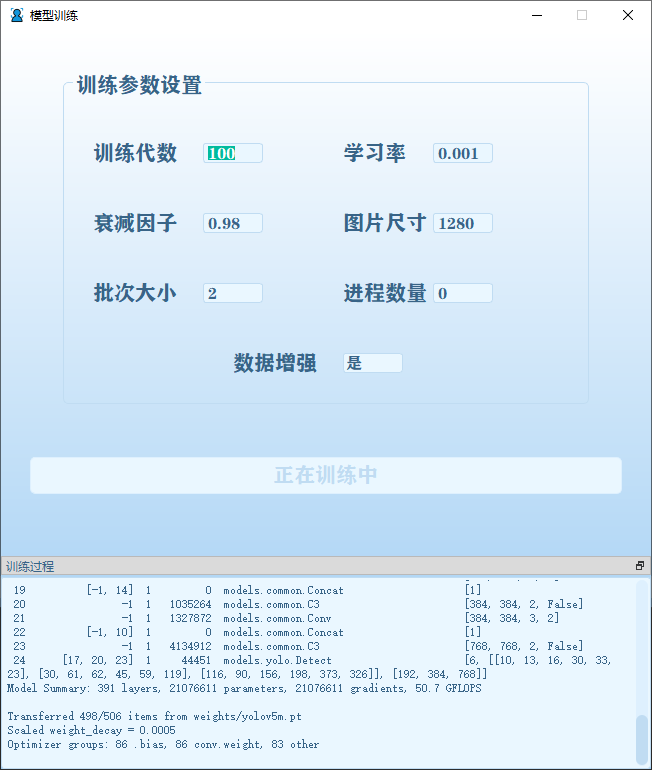 模型训练
训练参数设置
训练代数 100 学习率 0.001
衰减因子 0.98 图片尺寸 1280
批次大小 2 进程数量 0
数据增强 是
正在训练中
训练过程
19 [-1, 14] 1 0 models.common.Concat [1]
20 -1 1 1035264 models.common.C3 [384, 384, 2, False]
21 -1 1 1327872 models.common.Conv [384, 384, 3, 2]
22 [-1, 10] 1 0 models.common.Concat [1]
23 -1 1 4134912 models.common.C3 [768, 768, 2, False]
24 [17, 20, 23] 1 44451 models.yolo.Detect [6, [[10, 13, 16, 30, 33,
23], [30, 61, 62, 45, 59, 119], [116, 90, 156, 198, 373, 326]], [192, 384, 768]]
Model Summary: 391 layers, 21076611 parameters, 21076611 gradients, 50.7 GFLOPS
Transferred 498/506 items from weights/yolov5m.pt
Scaled weight_decay = 0.0005
Optimizer groups: 86 .bias, 86 conv.weight, 83 other